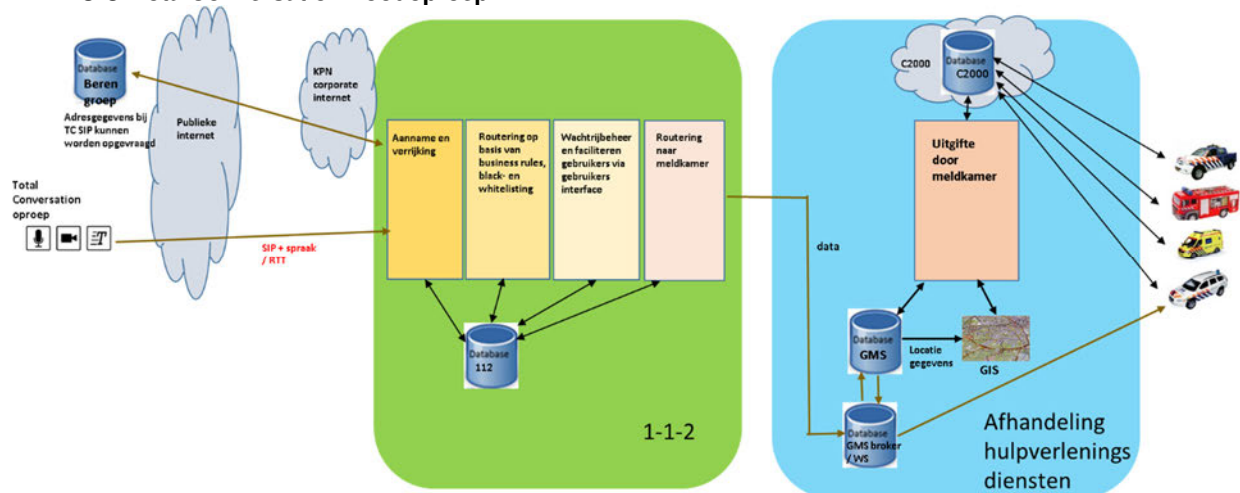 Database
Beren
groep
Adresgegevens bij
TC SIP kunnen
worden opgevraagd
Publieke
internet
KPN
corporate
internet
Total
Conversation
oproep
T
SIP + spraak
/ RTT
Aanname en
verrijking
Routering op
basis van
business rules,
black- en
whitelisting
Wachtrijbeheer
en faciliteren
gebruikers via
gebruikers
interface
Routering
naar
meldkamer
Database
112
1-1-2
data
C2000
Database
C2000
Uitgifte
door
meldkamer
Database
GMS
Locatie
gegevens
GIS
Database
GMS broker
/ WS
Afhandeling
hulpverlenings
diensten